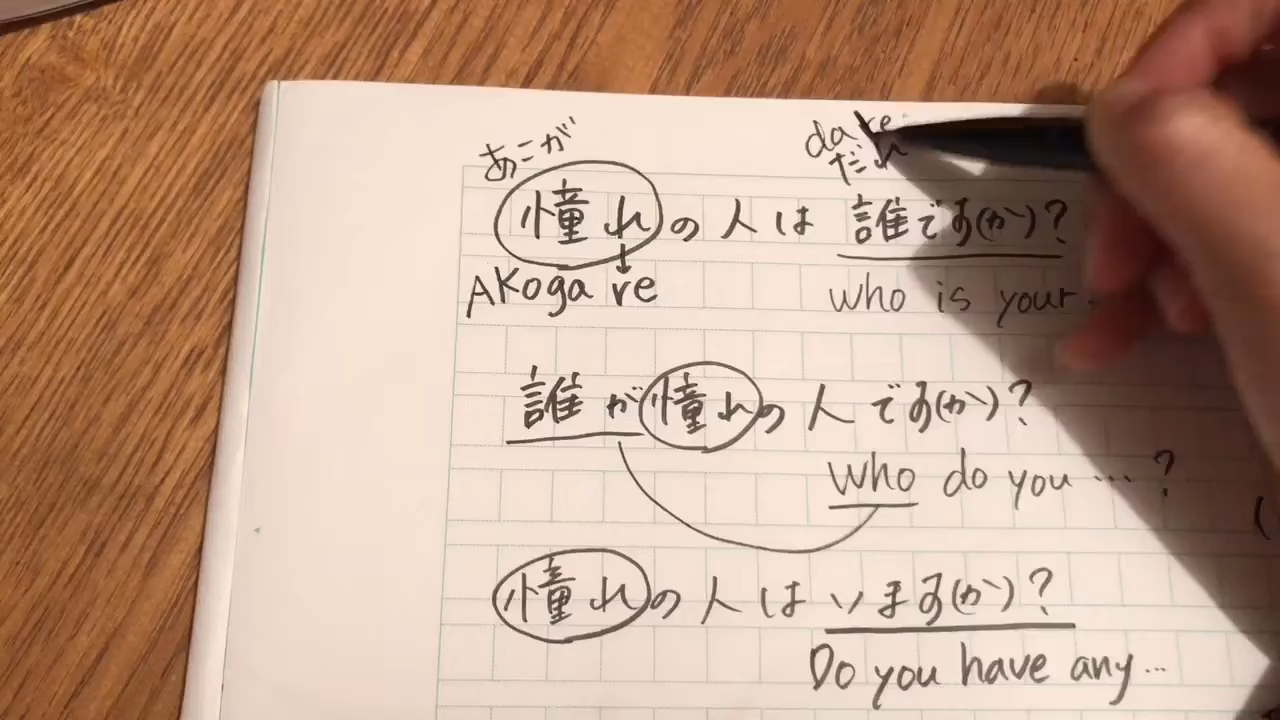 あこが dare
だれ
憧れの人は誰です(か)?
AKogare who is your
誰が憧れの人です(か)?
Who do you ... ?
憧れの人はいます(か)?
Do you have any...